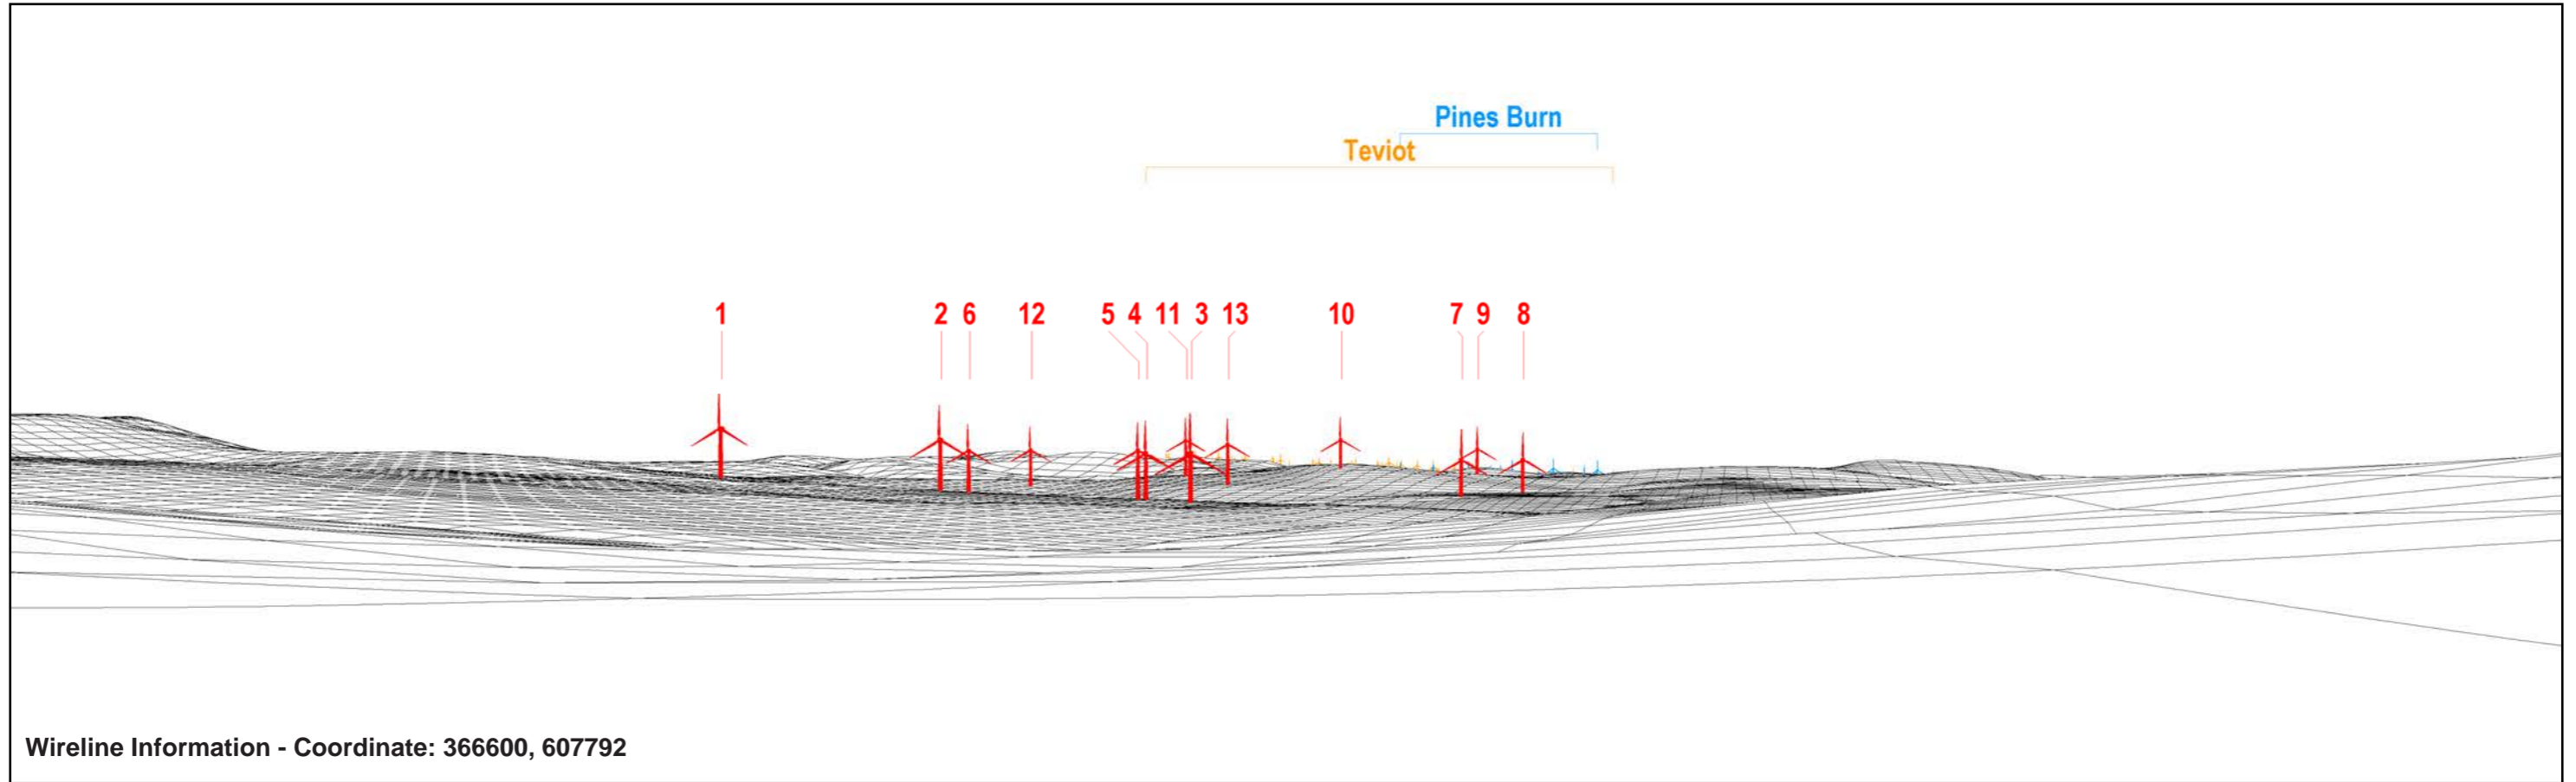 Pines Burn
Teviot
1 2 6 12 5 4 11 3 13 10 7 9 8
Wireline Information - Coordinate: 366600, 607792